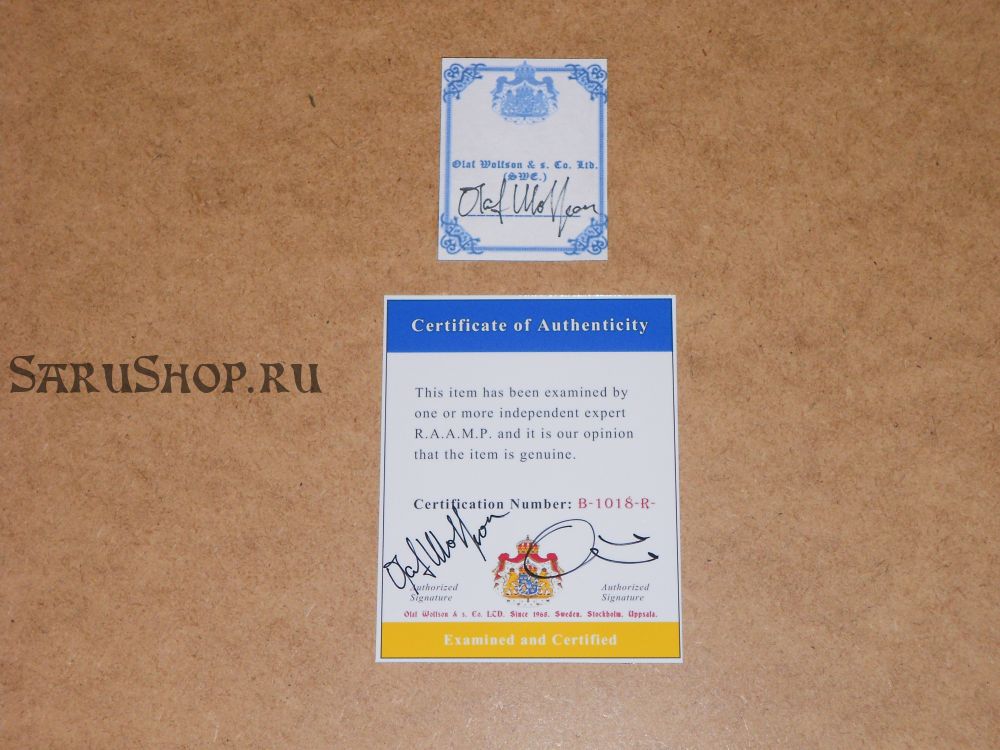 Olaf Wolfson & s. Co. Ltd.
(SWE.)
Olaf Wolfson
Certificate of Authenticity
SARUSHOP.RU
This item has been examined by
one or more independent expert
R.A.A.M.P. and it is our opinion
that the item is genuine.
Certification Number: B-1018-R-
Olaf Wolfson
Authorized
Signature
Authorized
Signature
Olaf Wolfson & s. Co. LTD. Since 1968. Sweden. Stockholm. Uppsala.
Examined and Certified